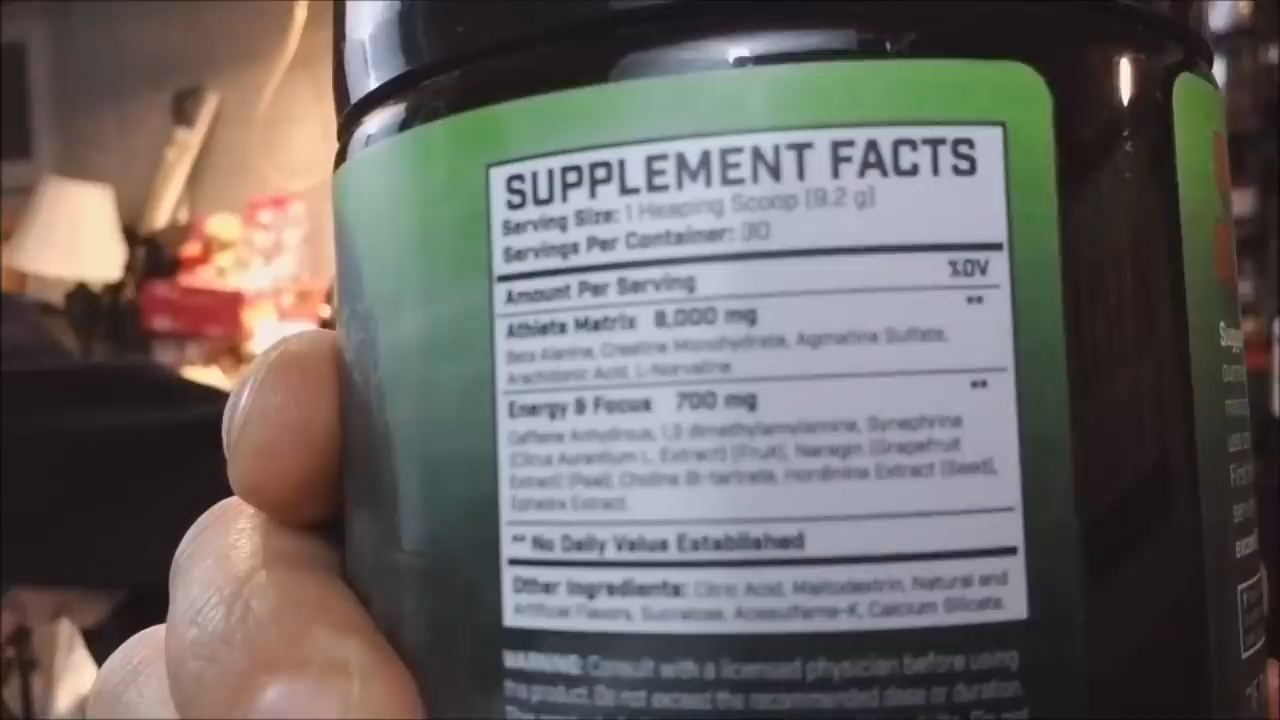 SUPPLEMENT FACTS
Serving Size: 1 Heaping Scoop (9.2 g)
Servings Per Container: 30
Amount Per Serving %DV
**
Athlete Matrix 8,000 mg
Beta Alanine, Creatine Monohydrate, Agmatine Sulfate,
Arachidonic Acid, L-Norvaline
**
Energy & Focus 700 mg
Caffeine Anhydrous, 1,3 dimethylamylamine, Synephrine
(Citrus Aurantium L. Extract) (Fruit), Naragin (Grapefruit
Extract) (Peel), Choline Bi-tartrate, Hordinine Extract (Seed),
Ephedra Extract
** No Daily Value Established
Other Ingredients: Citric Acid, Maltodextrin, Natural and
Artificial Flavors, Sucralose, Acesulfame-K, Calcium Silicate.
WARNING: Consult with a licensed physician before using
this product. Do not exceed the recommended dose or duration.